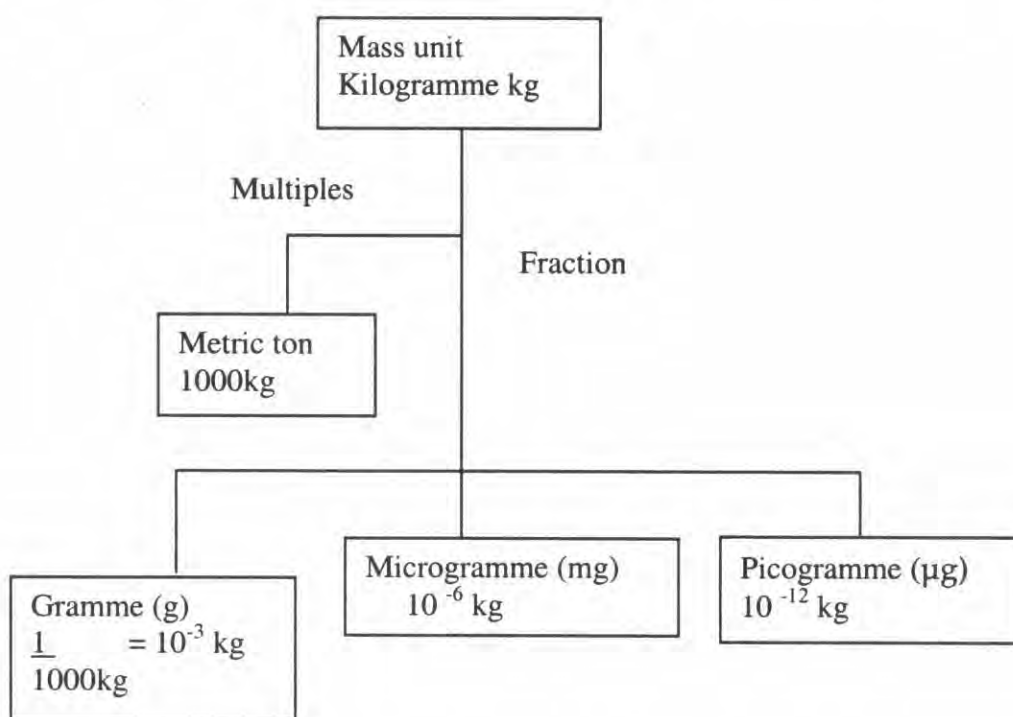 Mass unit
Kilogramme kg
Multiples
Fraction
Metric ton
1000kg
Gramme (g)
1 = 10⁻³ kg
1000kg
Microgramme (mg)
10⁻⁶ kg
Picogramme (µg)
10⁻¹² kg